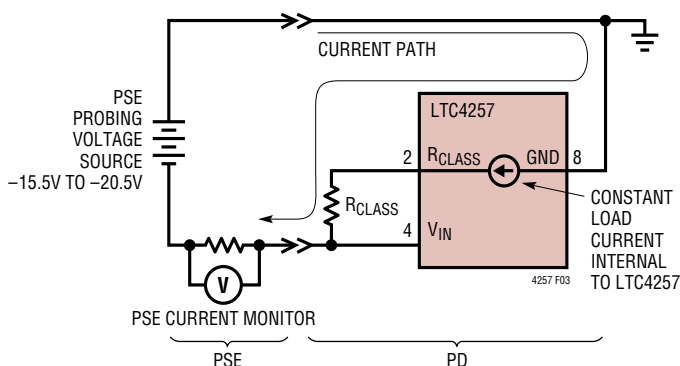 CURRENT PATH
PSE
PROBING
VOLTAGE
SOURCE
–15.5V TO –20.5V
LTC4257
2
RCLASS
GND
8
RCLASS
4
VIN
CONSTANT
LOAD
CURRENT
INTERNAL
TO LTC4257
V
4257 F03
PSE CURRENT MONITOR
PSE
PD